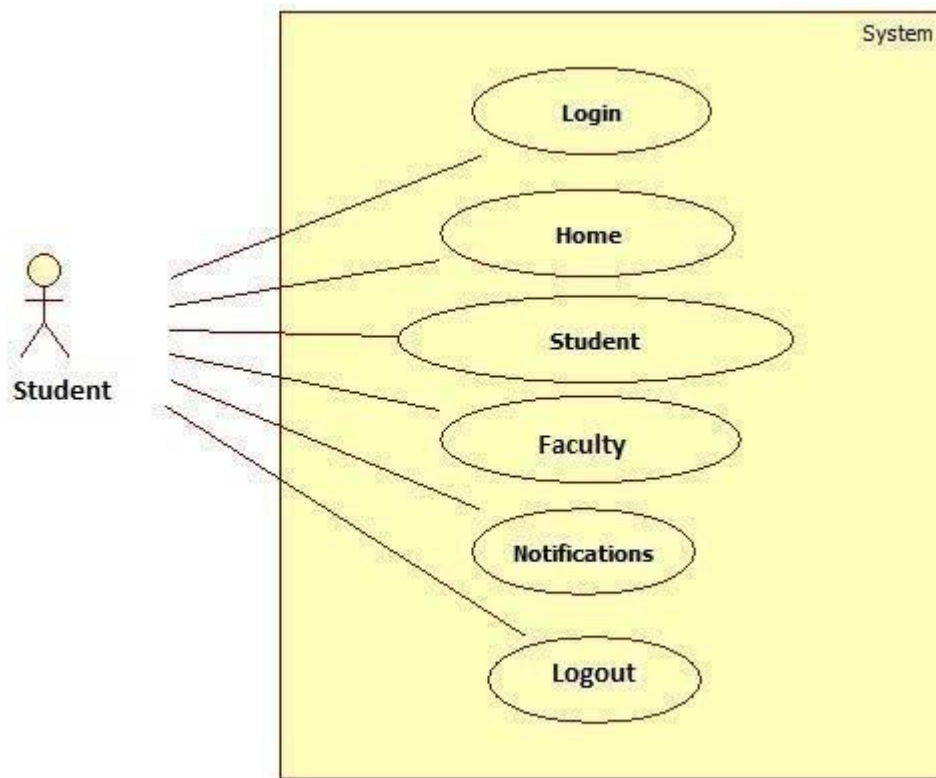 System
Login
Home
Student
Student
Faculty
Notifications
Logout